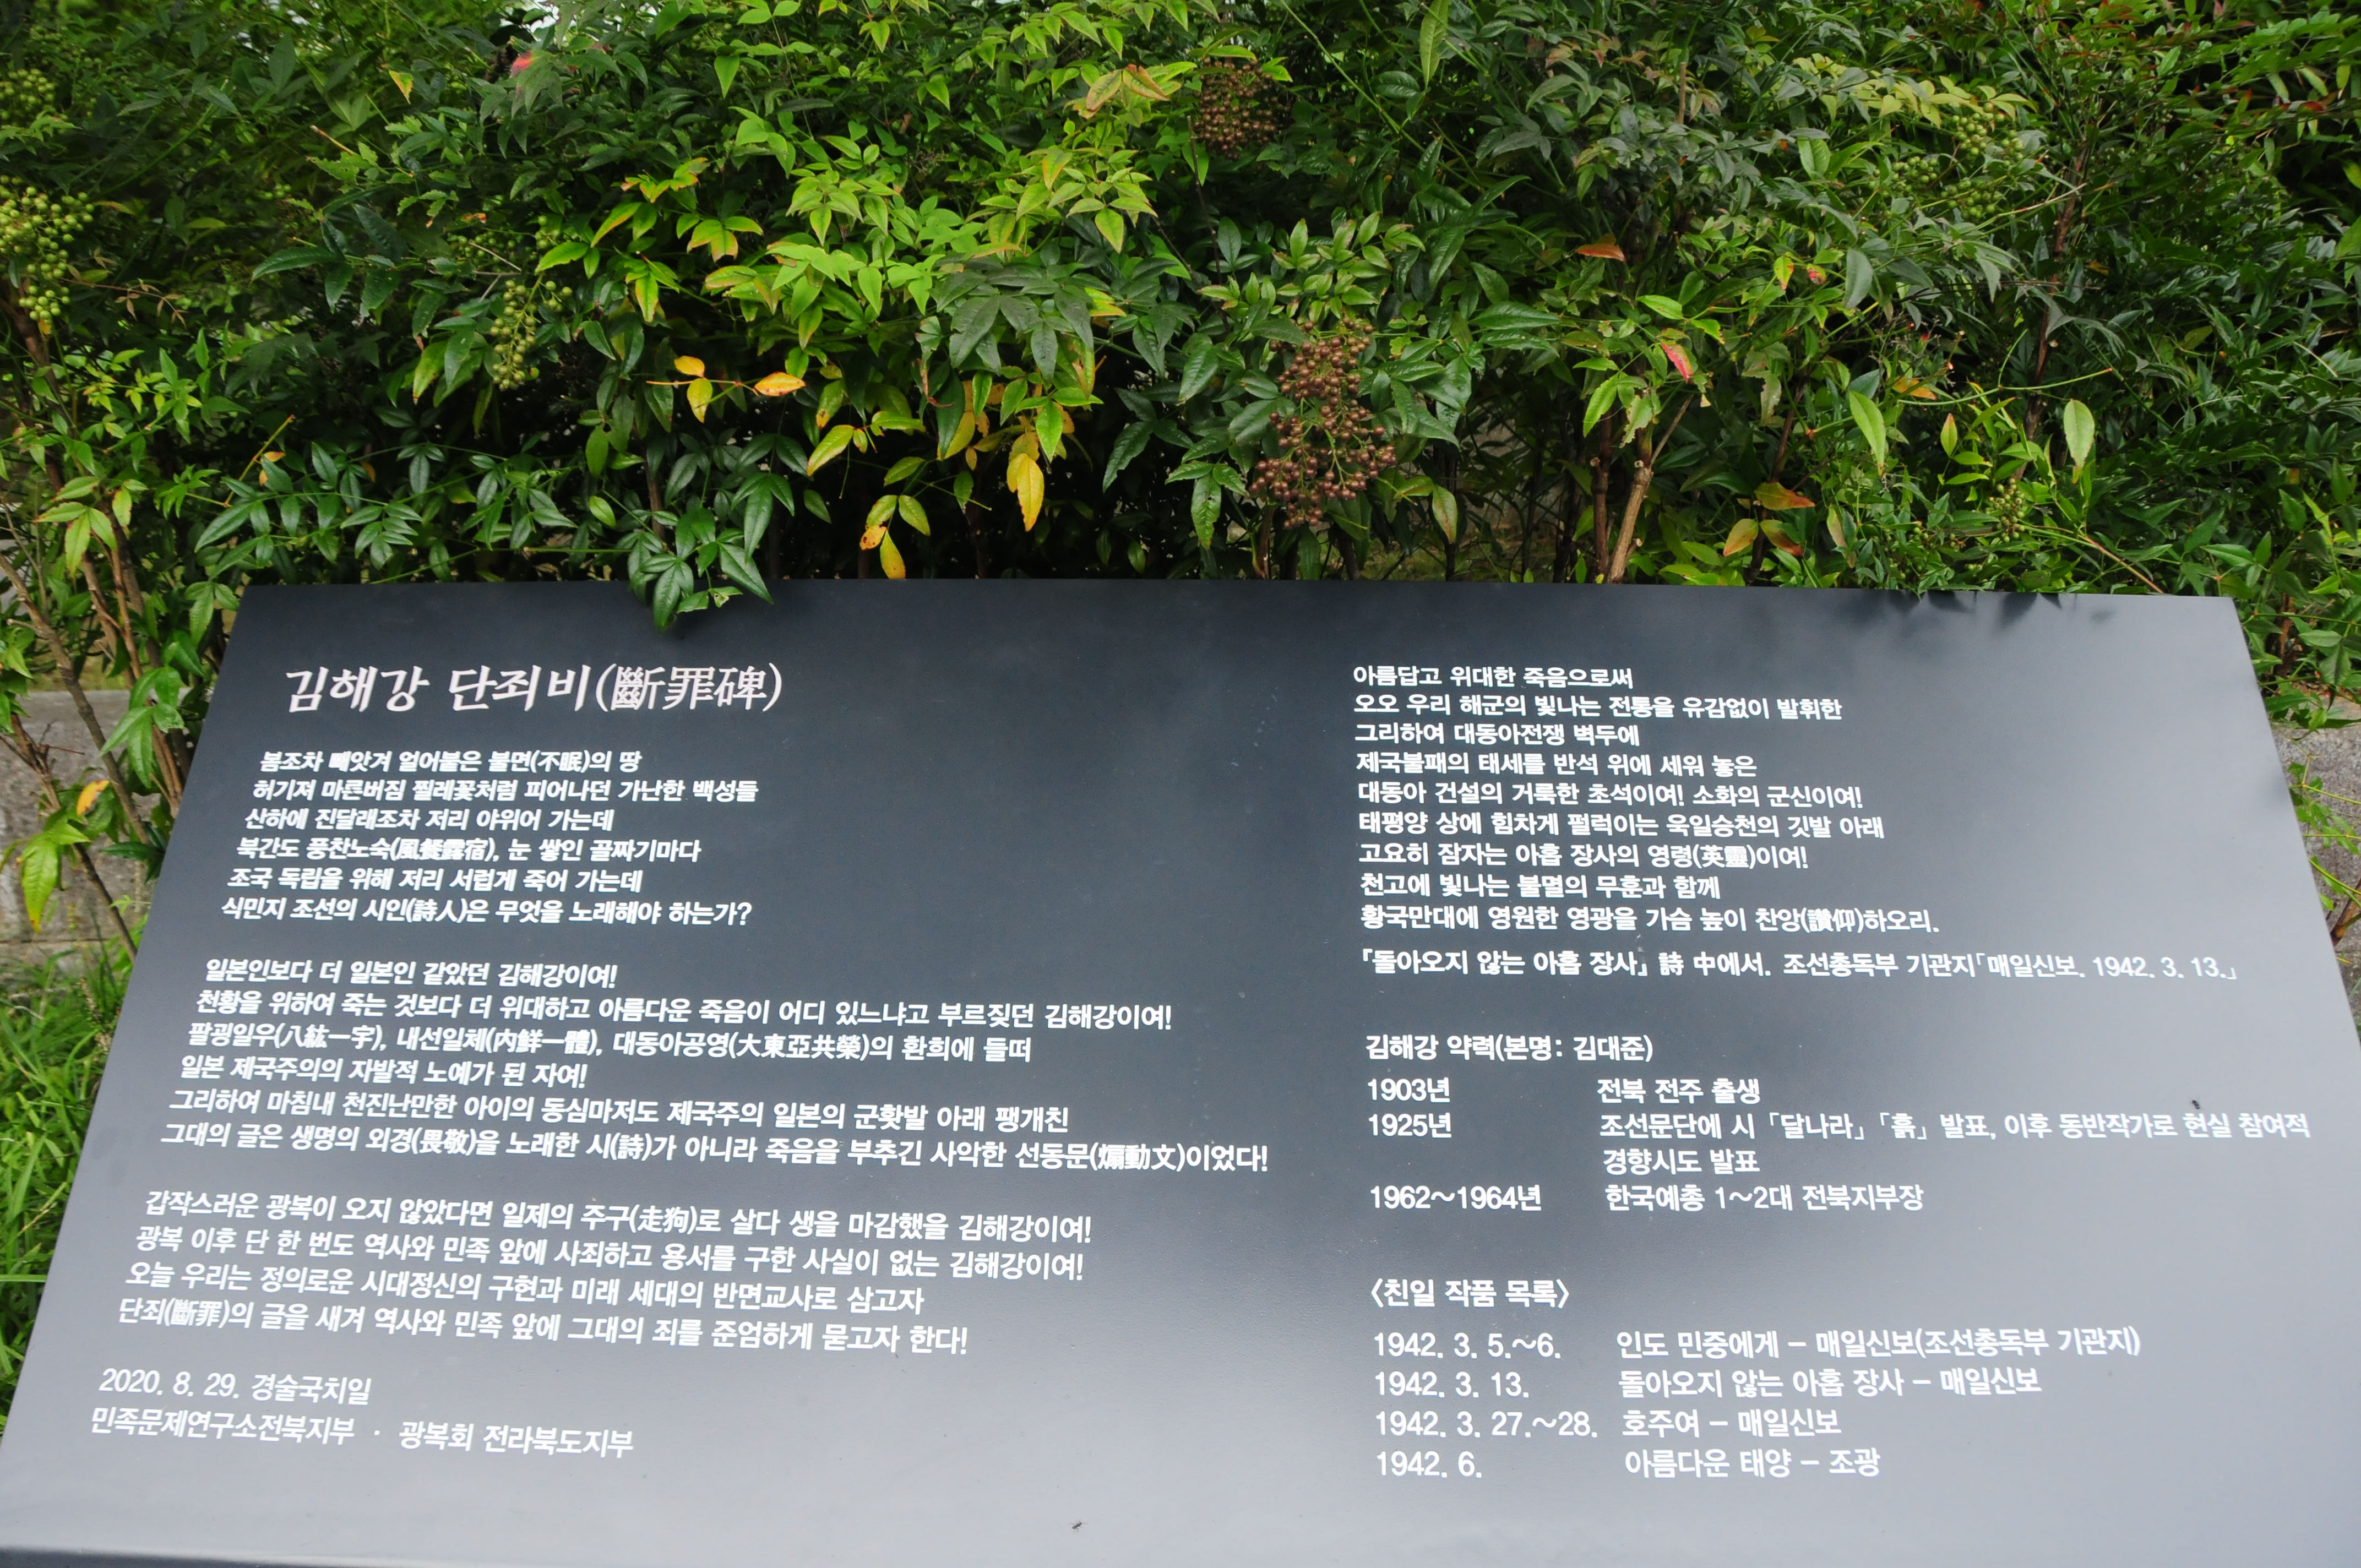 김해강 단죄비(斷罪碑)
봄조차 빼앗겨 얼어붙은 불면(不眠)의 땅
허기져 마른버짐 찔레꽃처럼 피어나던 가난한 백성들
산하에 진달래조차 저리 야위어 가는데
북간도 풍찬노숙(風餐露宿), 눈 쌓인 골짜기마다
조국 독립을 위해 저리 서럽게 죽어 가는데
식민지 조선의 시인(詩人)은 무엇을 노래해야 하는가?
일본인보다 더 일본인 같았던 김해강이여!
천황을 위하여 죽는 것보다 더 위대하고 아름다운 죽음이 어디 있느냐고 부르짖던 김해강이여!
팔굉일우(八紘一宇), 내선일체(內鮮一體), 대동아공영(大東亞共榮)의 환희에 들떠
일본 제국주의의 자발적 노예가 된 자여!
그리하여 마침내 천진난만한 아이의 동심마저도 제국주의 일본의 군홧발 아래 팽개친
그대의 글은 생명의 외경(畏敬)을 노래한 시(詩)가 아니라 죽음을 부추긴 사악한 선동문(煽動文)이었다!
갑작스러운 광복이 오지 않았다면 일제의 주구(走狗)로 살다 생을 마감했을 김해강이여!
광복 이후 단 한 번도 역사와 민족 앞에 사죄하고 용서를 구한 사실이 없는 김해강이여!
오늘 우리는 정의로운 시대정신의 구현과 미래 세대의 반면교사로 삼고자
단죄(斷罪)의 글을 새겨 역사와 민족 앞에 그대의 죄를 준엄하게 묻고자 한다!
2020. 8. 29. 경술국치일
민족문제연구소전북지부 · 광복회 전라북도지부
아름답고 위대한 죽음으로써
오오 우리 해군의 빛나는 전통을 유감없이 발휘한
그리하여 대동아전쟁 벽두에
제국불패의 태세를 반석 위에 세워 놓은
대동아 건설의 거룩한 초석이여! 소화의 군신이여!
태평양 상에 힘차게 펄럭이는 욱일승천의 깃발 아래
고요히 잠자는 아홉 장사의 영령(英靈)이여!
천고에 빛나는 불멸의 무훈과 함께
황국만대에 영원한 영광을 가슴 높이 찬앙(讚仰)하오리.
『돌아오지 않는 아홉 장사」 詩 中에서. 조선총독부 기관지「매일신보. 1942. 3. 13.」
김해강 약력(본명: 김대준)
1903년 전북 전주 출생
1925년 조선문단에 시 「달나라」「흙」 발표, 이후 동반작가로 현실 참여적
경향시도 발표
1962~1964년 한국예총 1~2대 전북지부장
〈친일 작품 목록〉
1942. 3. 5.~6. 인도 민중에게 - 매일신보(조선총독부 기관지)
1942. 3. 13. 돌아오지 않는 아홉 장사 - 매일신보
1942. 3. 27.~28. 호주여 - 매일신보
1942. 6. 아름다운 태양 - 조광